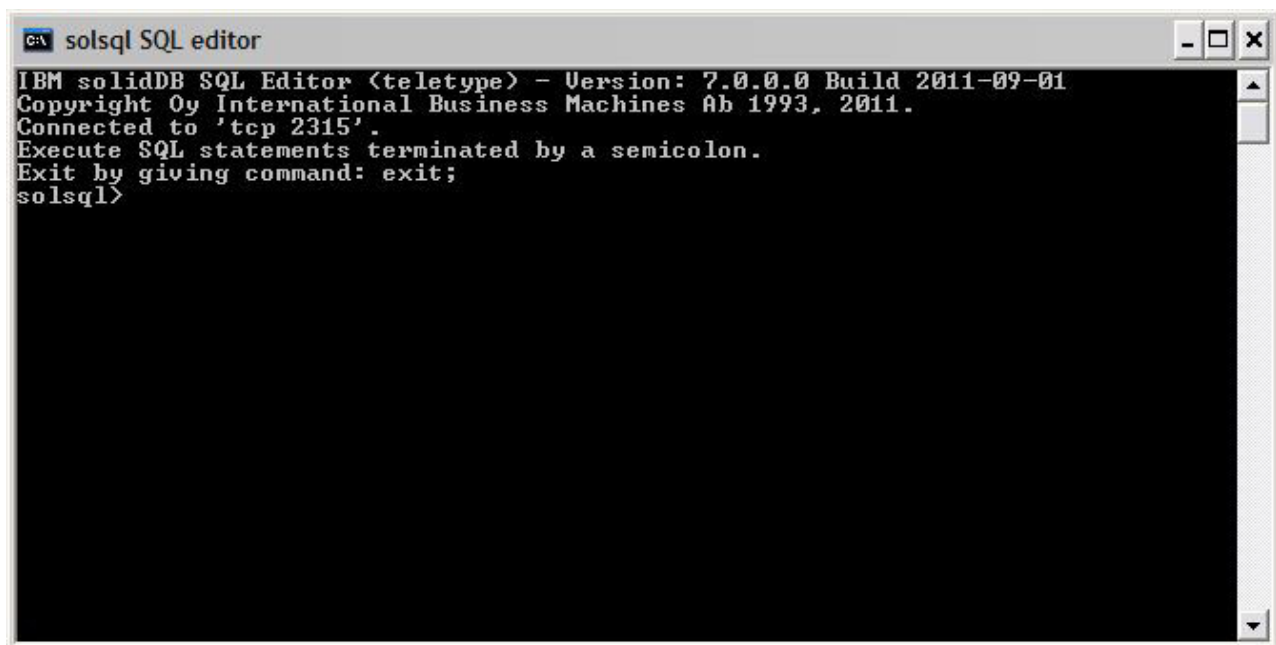 solsql SQL editor
IBM solidDB SQL Editor (teletype) - Version: 7.0.0.0 Build 2011-09-01
Copyright Oy International Business Machines Ab 1993, 2011.
Connected to 'tcp 2315'.
Execute SQL statements terminated by a semicolon.
Exit by giving command: exit;
solsql>